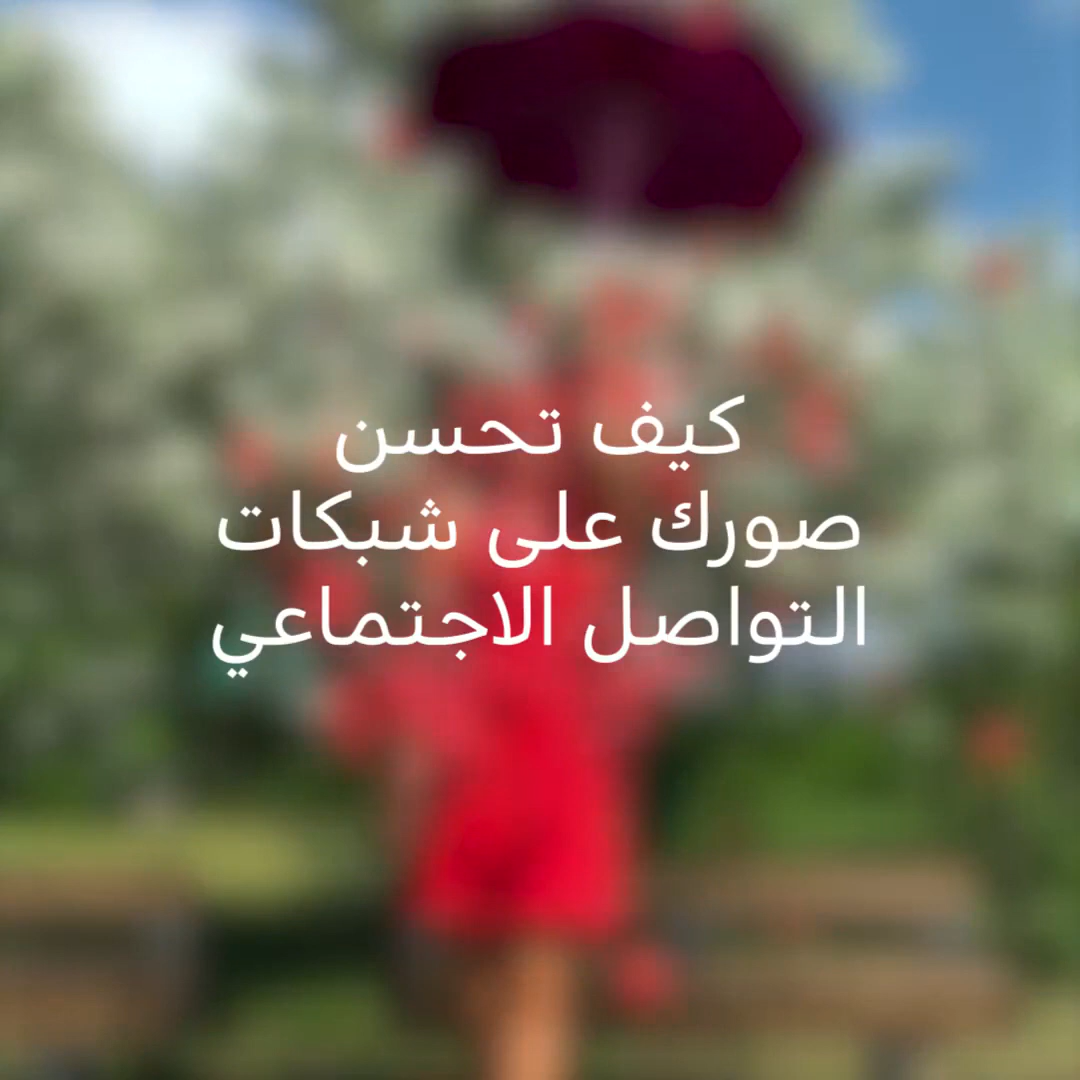 كيف تحسن
صورك على شبكات
التواصل الاجتماعي